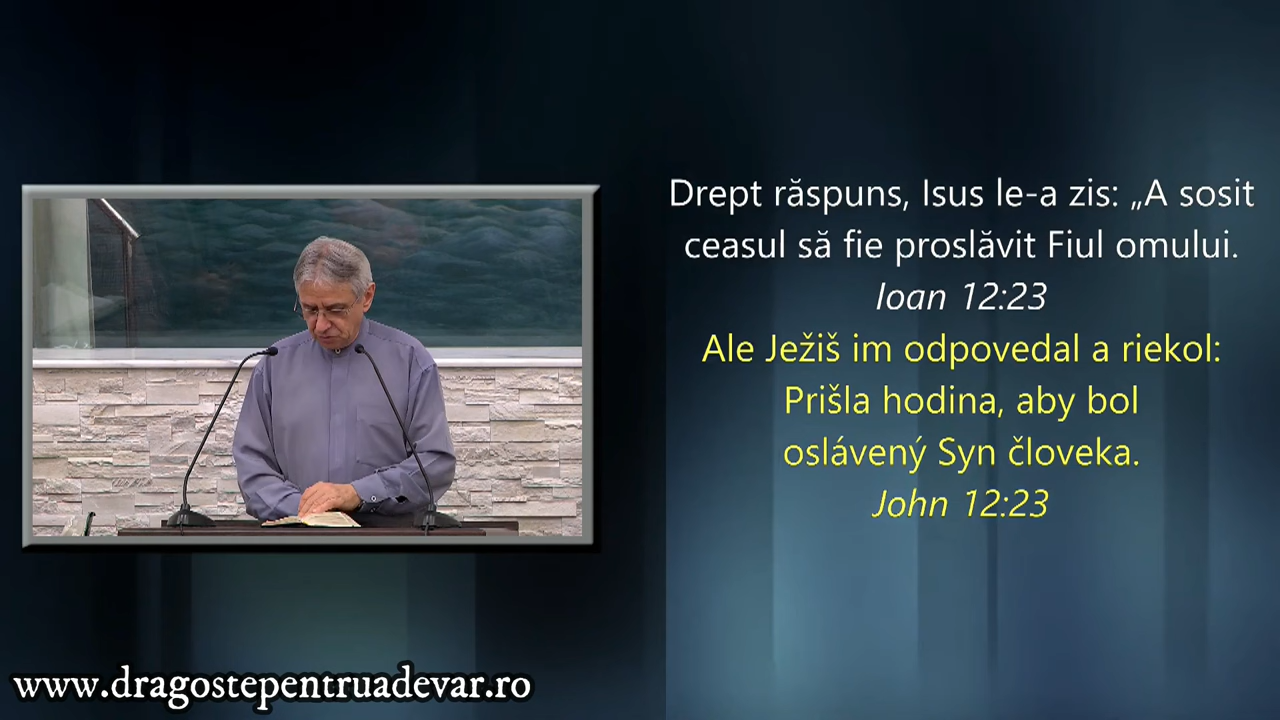 Drept răspuns, Isus le-a zis: „A sosit
ceasul să fie proslăvit Fiul omului.
Ioan 12:23
Ale Ježiš im odpovedal a riekol:
Prišla hodina, aby bol
oslávený Syn človeka.
John 12:23
www.dragostepentruadevar.ro